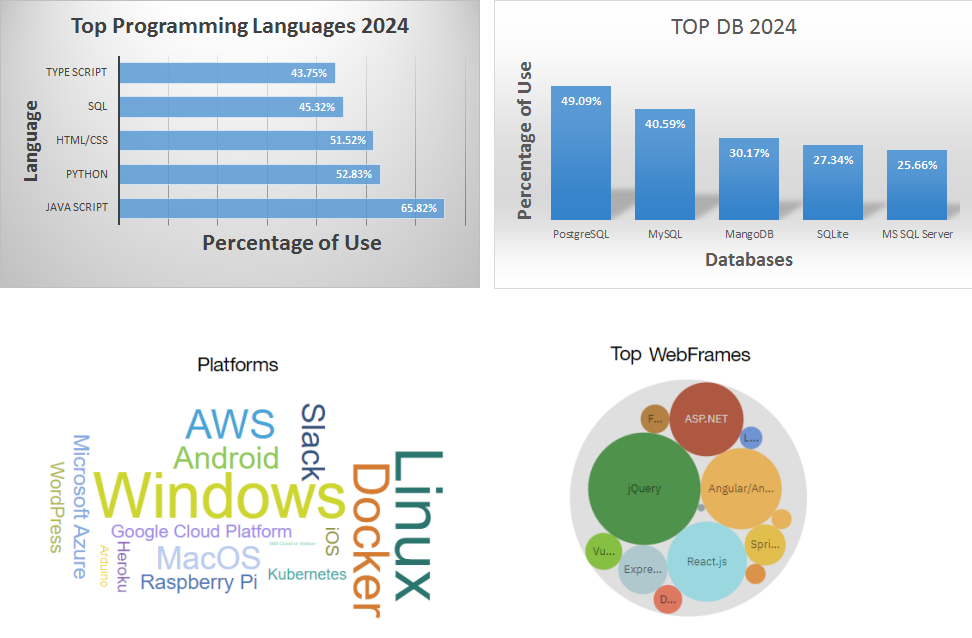 Top Programming Languages 2024
Language
TYPE SCRIPT
43.75%
SQL
45.32%
HTML/CSS
51.52%
PYTHON
52.83%
JAVA SCRIPT
65.82%
Percentage of Use
TOP DB 2024
Percentage of Use
49.09%
40.59%
30.17%
27.34%
25.66%
PostgreSQL
MySQL
MangoDB
SQLite
MS SQL Server
Databases
Platforms
AWS
Slack
Android
Microsoft Azure
WordPress
Windows
Docker
Linux
Google Cloud Platform
iOS
Arduino
Heroku
MacOS
Kubernetes
Raspberry Pi
Top WebFrames
F...
ASP.NET
L...
jQuery
Angular/An...
Vu...
Expre...
React.js
Spri...
D...